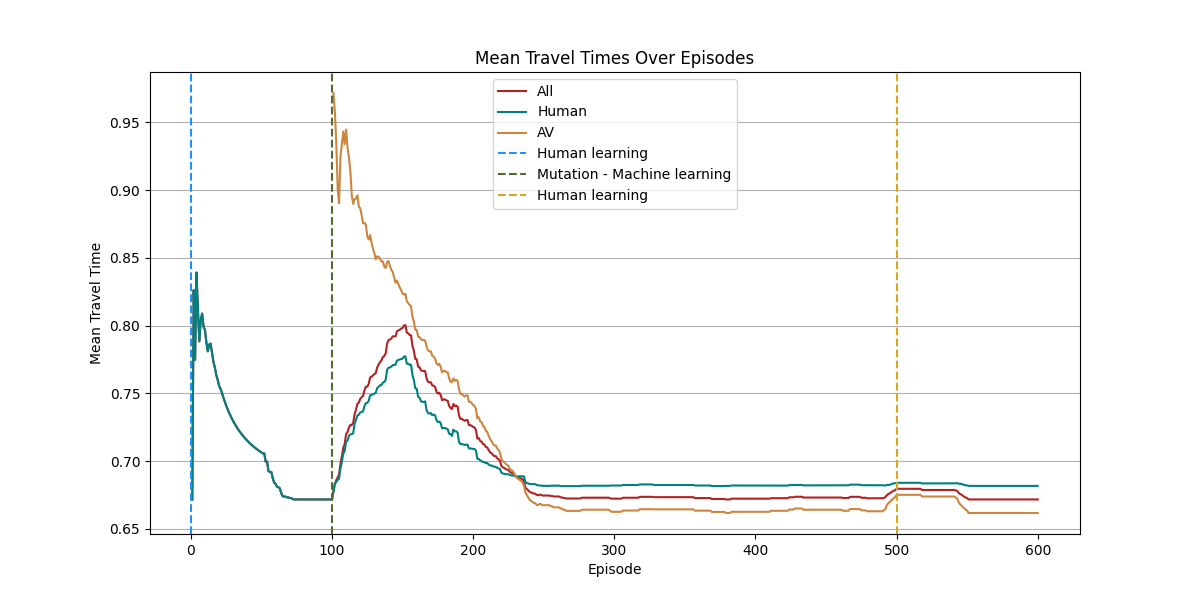 Mean Travel Times Over Episodes
All
Human
AV
Human learning
Mutation - Machine learning
Human learning
Mean Travel Time
0.95
0.90
0.85
0.80
0.75
0.70
0.65
0
100
200
300
400
500
600
Episode